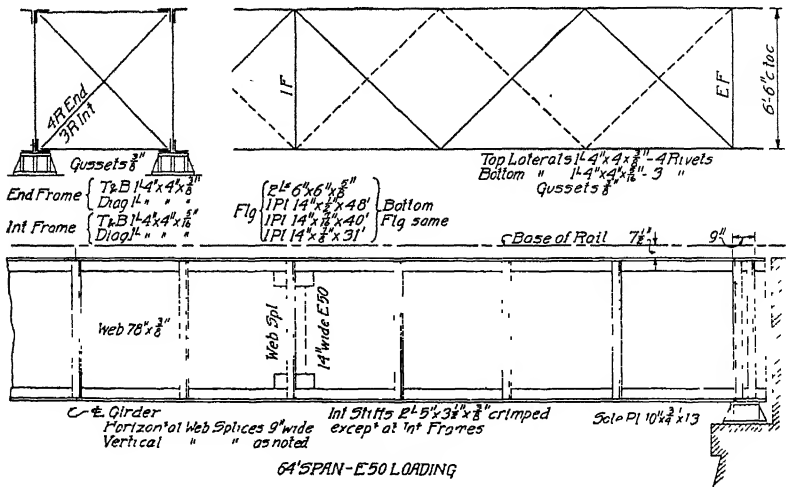 4R End
3R Int
IF
EF
6'-6" c to c
Gussets 3/8"
End Frame { T&B 1L 4"x4"x3/8"
Diag 1L " " "
Int Frame { T&B 1L 4"x4"x5/16"
Diag 1L " " "
Flg { 2Ls 6"x6"x5/8"
1Pl 14"x1/2"x48'
1Pl 14"x7/16"x40'
1Pl 14"x3/8"x31' } Bottom Flg same
Top Laterals 1L 4"x4x3/8"-4 Rivets
Bottom " 1L 4"x4"x5/16"-3 "
Gussets 3/8"
Base of Rail
7 1/2"
9"
Web 78"x3/8"
Web Spl
14" wide E50
℄ Girder
Horizontal Web Splices 9" wide
Vertical " " as noted
Int Stiffs 2L 5"x3 1/2"x3/8" crimped
except at Int Frames
Sole Pl 10"x3/4"x13
64' SPAN-E50 LOADING